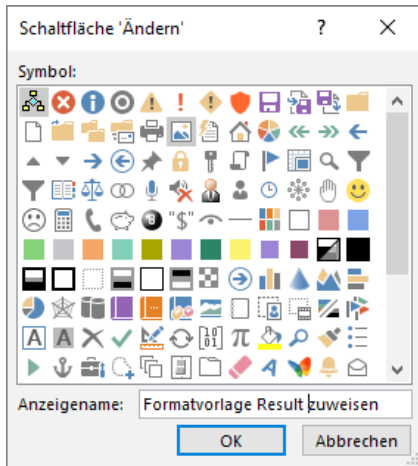 Schaltfläche 'Ändern' ?
Symbol:
"$"
A A
Anzeigename: Formatvorlage Result zuweisen
OK Abbrechen